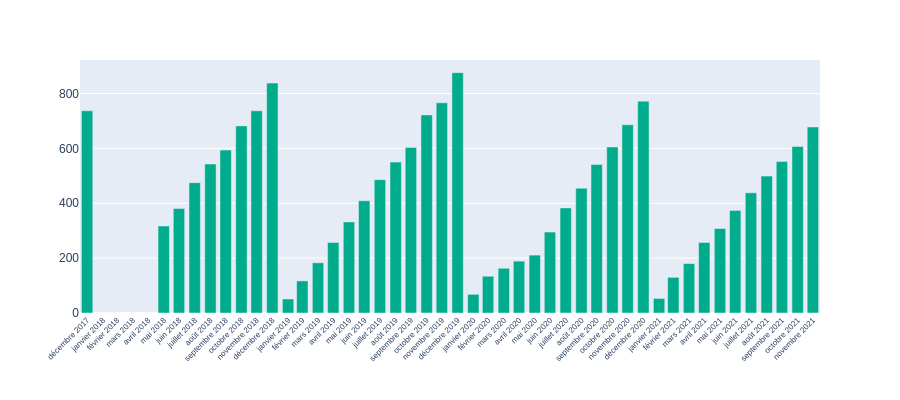 800
600
400
200
0
décembre 2017
janvier 2018
février 2018
mars 2018
avril 2018
mai 2018
juin 2018
juillet 2018
août 2018
septembre 2018
octobre 2018
novembre 2018
décembre 2018
janvier 2019
février 2019
mars 2019
avril 2019
mai 2019
juin 2019
juillet 2019
août 2019
septembre 2019
octobre 2019
novembre 2019
décembre 2019
janvier 2020
février 2020
mars 2020
avril 2020
mai 2020
juin 2020
juillet 2020
août 2020
septembre 2020
octobre 2020
novembre 2020
décembre 2020
janvier 2021
février 2021
mars 2021
avril 2021
mai 2021
juin 2021
juillet 2021
août 2021
septembre 2021
octobre 2021
novembre 2021